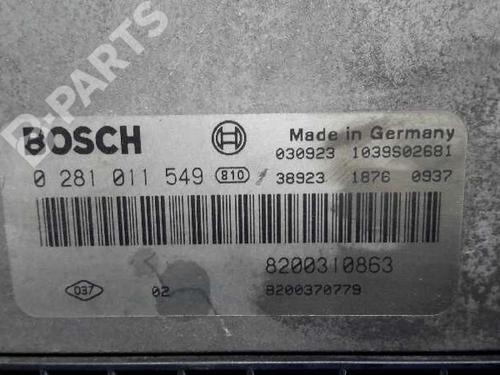 B-PARTS
BOSCH
Made in Germany
030923 1039S02681
0 281 011 549 810 38923 1876 0937
8200310863
037 02 8200370779